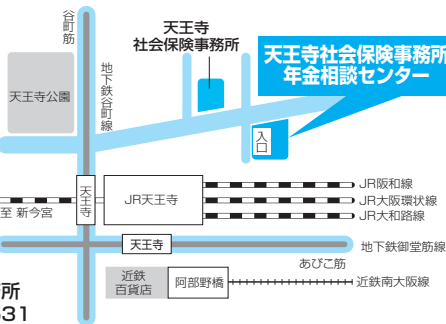 谷町筋
天王寺
社会保険事務所
天王寺社会保険事務所
年金相談センター
地下鉄谷町線
天王寺公園
入口
天王寺
JR天王寺
JR阪和線
JR大阪環状線
JR大和路線
至 新今宮
天王寺
地下鉄御堂筋線
あびこ筋
近鉄
百貨店
阿部野橋
近鉄南大阪線
所
31